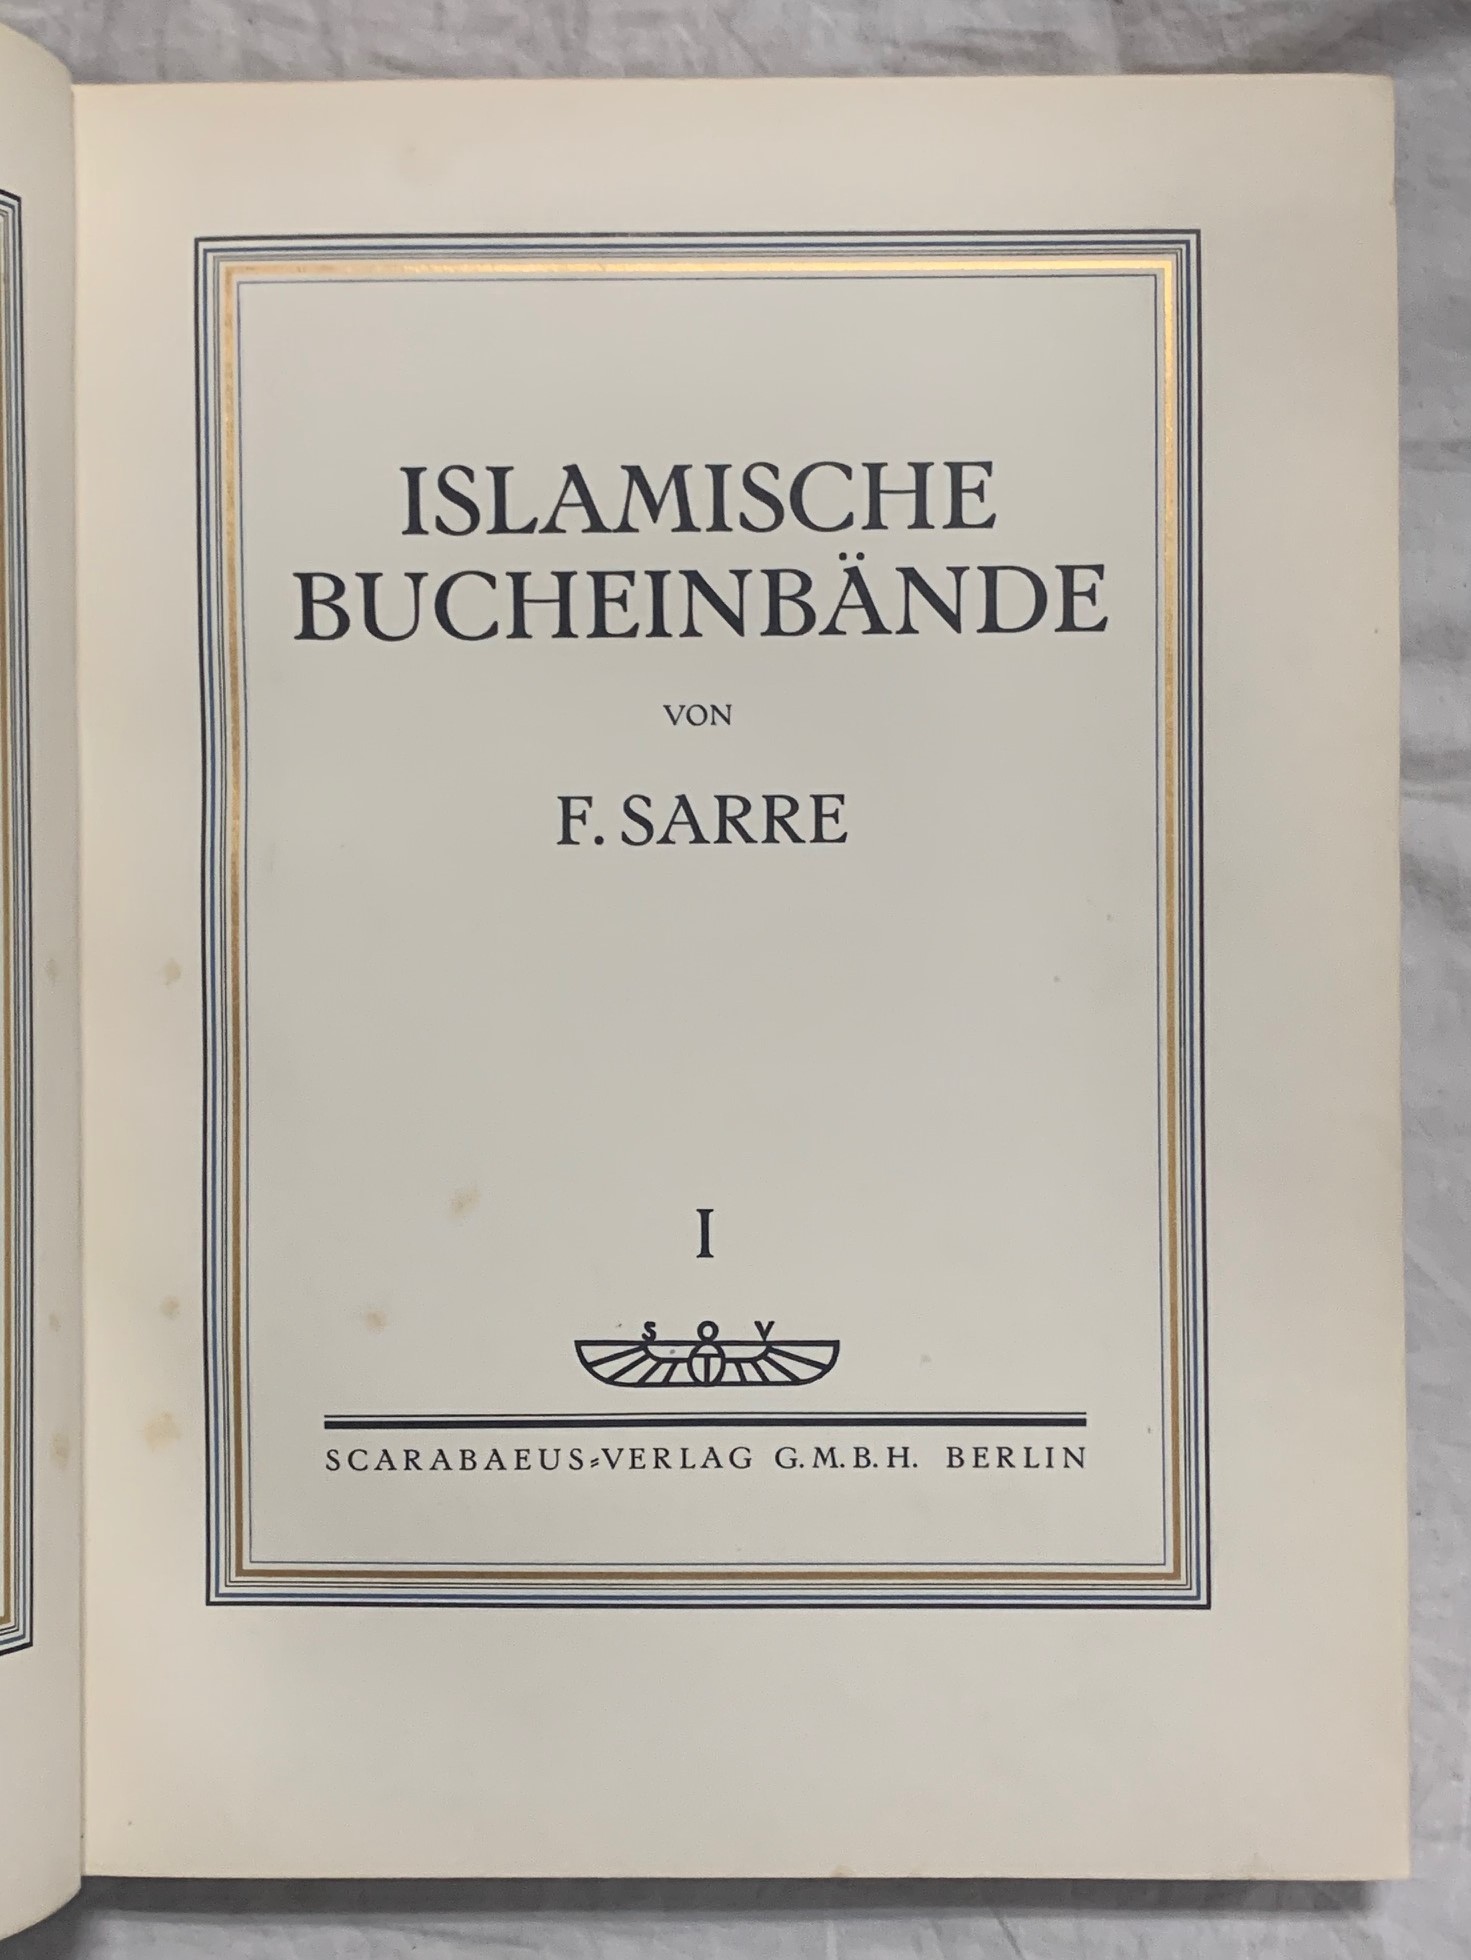 ISLAMISCHE
BUCHEINBÄNDE
VON
F. SARRE
I
S O V
SCARABAEUS-VERLAG G.M.B.H. BERLIN